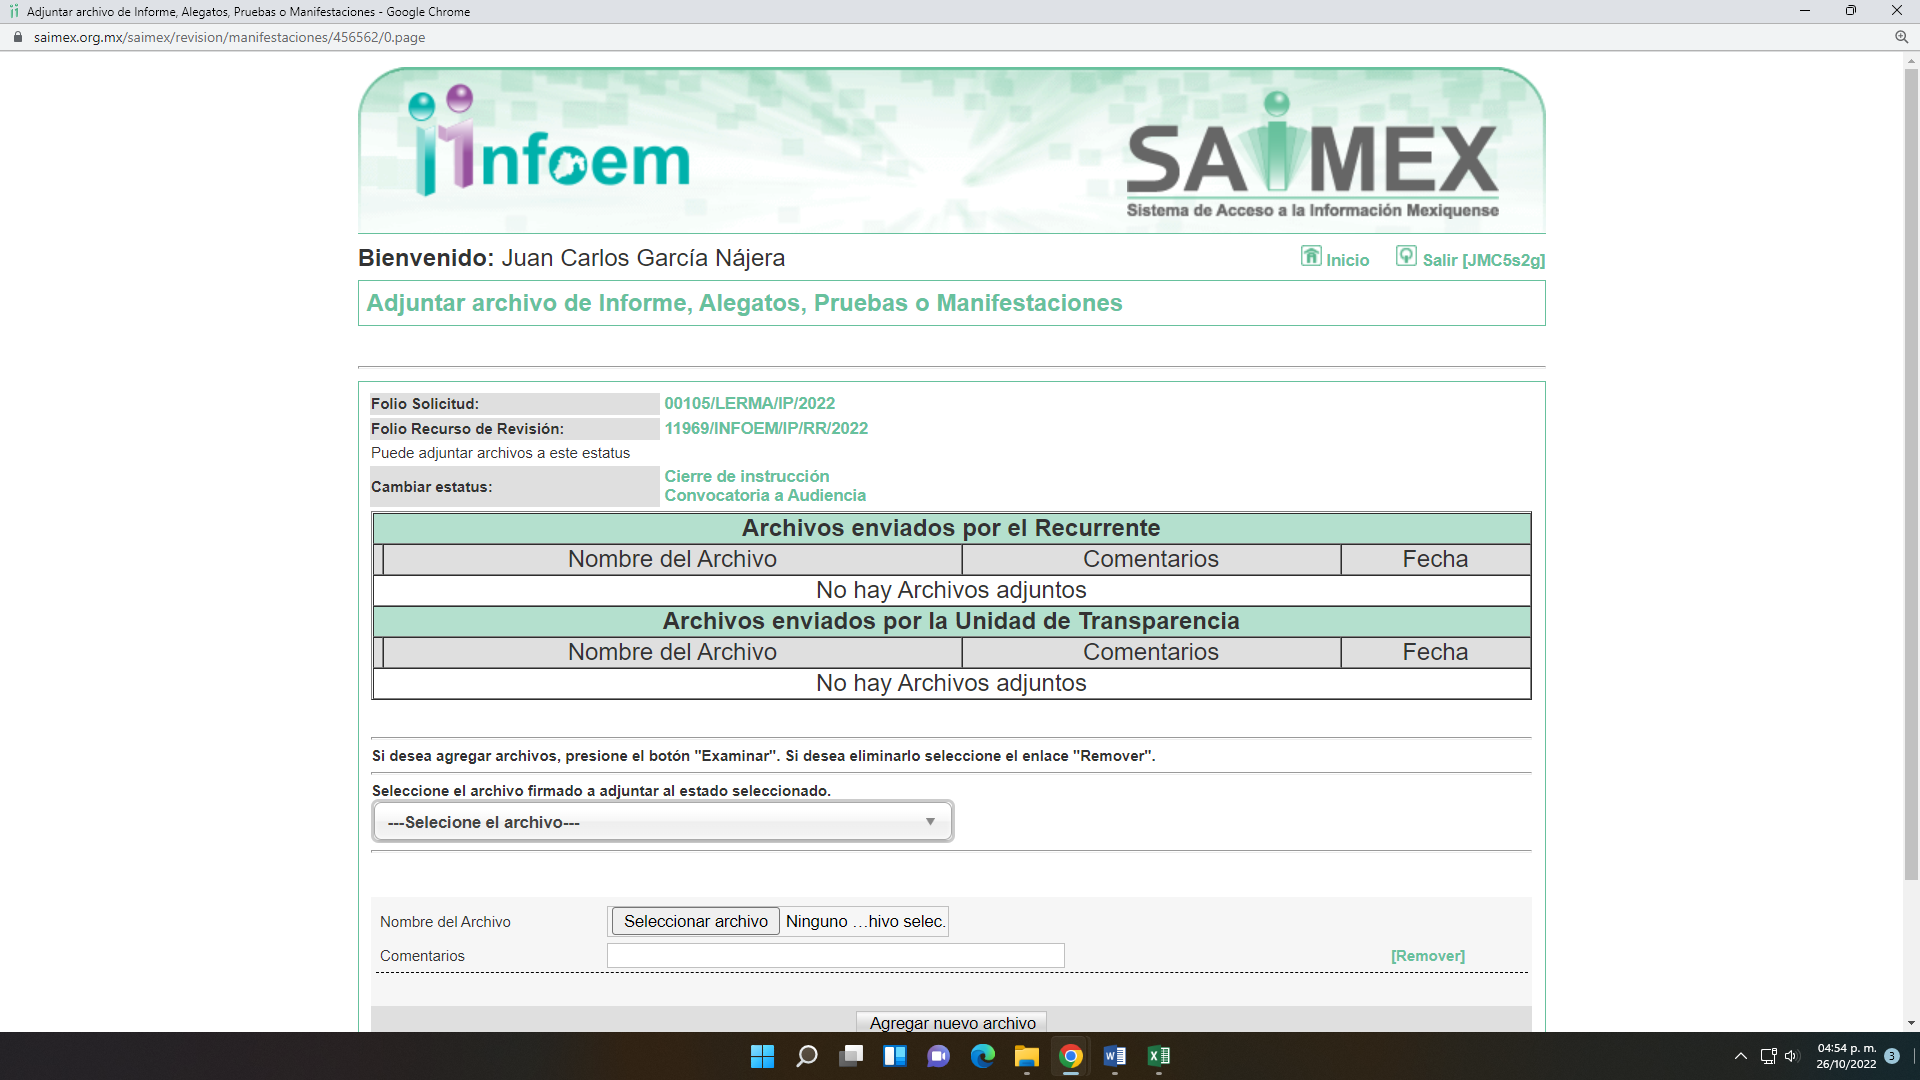 Adjuntar archivo de Informe, Alegatos, Pruebas o Manifestaciones - Google Chrome
saimex.org.mx/saimex/revision/manifestaciones/456562/0.page
infoem
SAIMEX
Sistema de Acceso a la Información Mexiquense
Bienvenido: Juan Carlos García Nájera
Inicio Salir [JMC5s2g]
Adjuntar archivo de Informe, Alegatos, Pruebas o Manifestaciones
Folio Solicitud: 00105/LERMA/IP/2022
Folio Recurso de Revisión: 11969/INFOEM/IP/RR/2022
Puede adjuntar archivos a este estatus
Cambiar estatus: Cierre de instrucción
Convocatoria a Audiencia
Archivos enviados por el Recurrente
Nombre del Archivo Comentarios Fecha
No hay Archivos adjuntos
Archivos enviados por la Unidad de Transparencia
Nombre del Archivo Comentarios Fecha
No hay Archivos adjuntos
Si desea agregar archivos, presione el botón "Examinar". Si desea eliminarlo seleccione el enlace "Remover".
Seleccione el archivo firmado a adjuntar al estado seleccionado.
---Selecione el archivo---
Nombre del Archivo Seleccionar archivo Ninguno …hivo selec.
Comentarios [Remover]
Agregar nuevo archivo
04:54 p. m.
26/10/2022 3